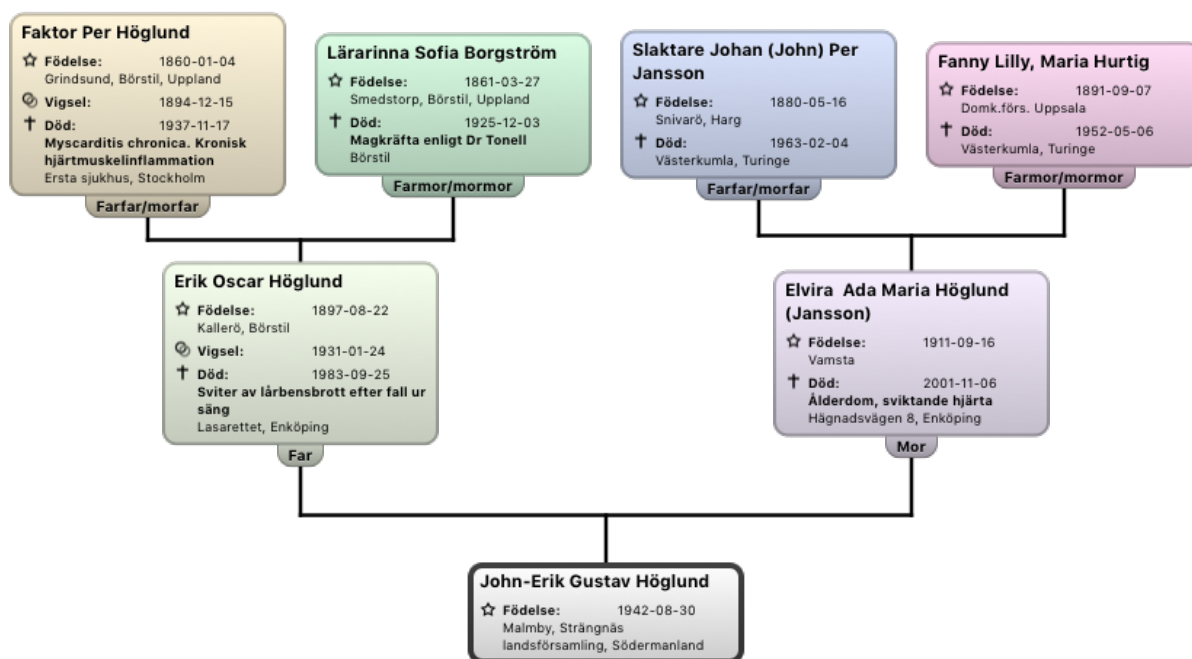 Faktor Per Höglund
Födelse: 1860-01-04
Grindsund, Börstil, Uppland
Vigsel: 1894-12-15
Död: 1937-11-17
Myscarditis chronica. Kronisk
hjärtmuskelinflammation
Ersta sjukhus, Stockholm
Farfar/morfar
Lärarinna Sofia Borgström
Födelse: 1861-03-27
Smedstorp, Börstil, Uppland
Död: 1925-12-03
Magkräfta enligt Dr Tonell
Börstil
Farmor/mormor
Slaktare Johan (John) Per
Jansson
Födelse: 1880-05-16
Snivarö, Harg
Död: 1963-02-04
Västerkumla, Turinge
Farfar/morfar
Fanny Lilly, Maria Hurtig
Födelse: 1891-09-07
Domk.förs. Uppsala
Död: 1952-05-06
Västerkumla, Turinge
Farmor/mormor
Erik Oscar Höglund
Födelse: 1897-08-22
Kallerö, Börstil
Vigsel: 1931-01-24
Död: 1983-09-25
Sviter av lårbensbrott efter fall ur
säng
Lasarettet, Enköping
Far
Elvira  Ada Maria Höglund
(Jansson)
Födelse: 1911-09-16
Vamsta
Död: 2001-11-06
Ålderdom, sviktande hjärta
Hägnadsvägen 8, Enköping
Mor
John-Erik Gustav Höglund
Födelse: 1942-08-30
Malmby, Strängnäs
landsförsamling, Södermanland